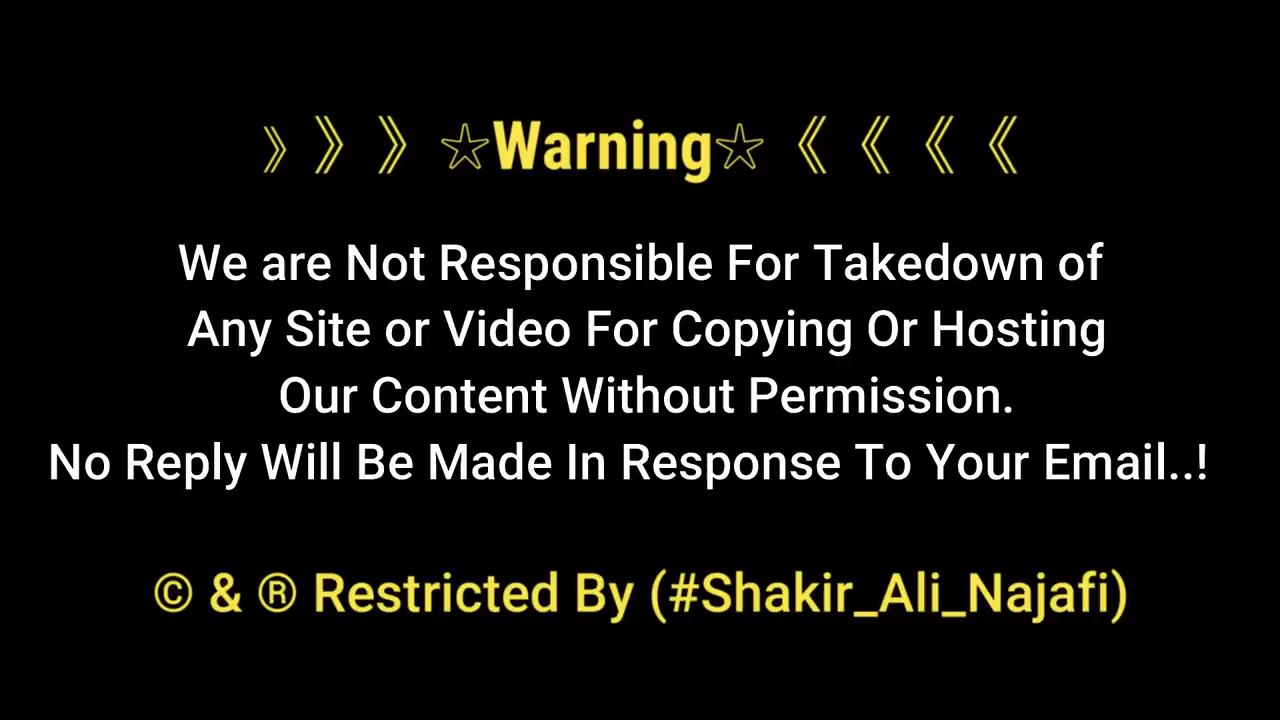 》》》☆Warning☆《《《《
We are Not Responsible For Takedown of
Any Site or Video For Copying Or Hosting
Our Content Without Permission.
No Reply Will Be Made In Response To Your Email..!
© & ® Restricted By (#Shakir_Ali_Najafi)